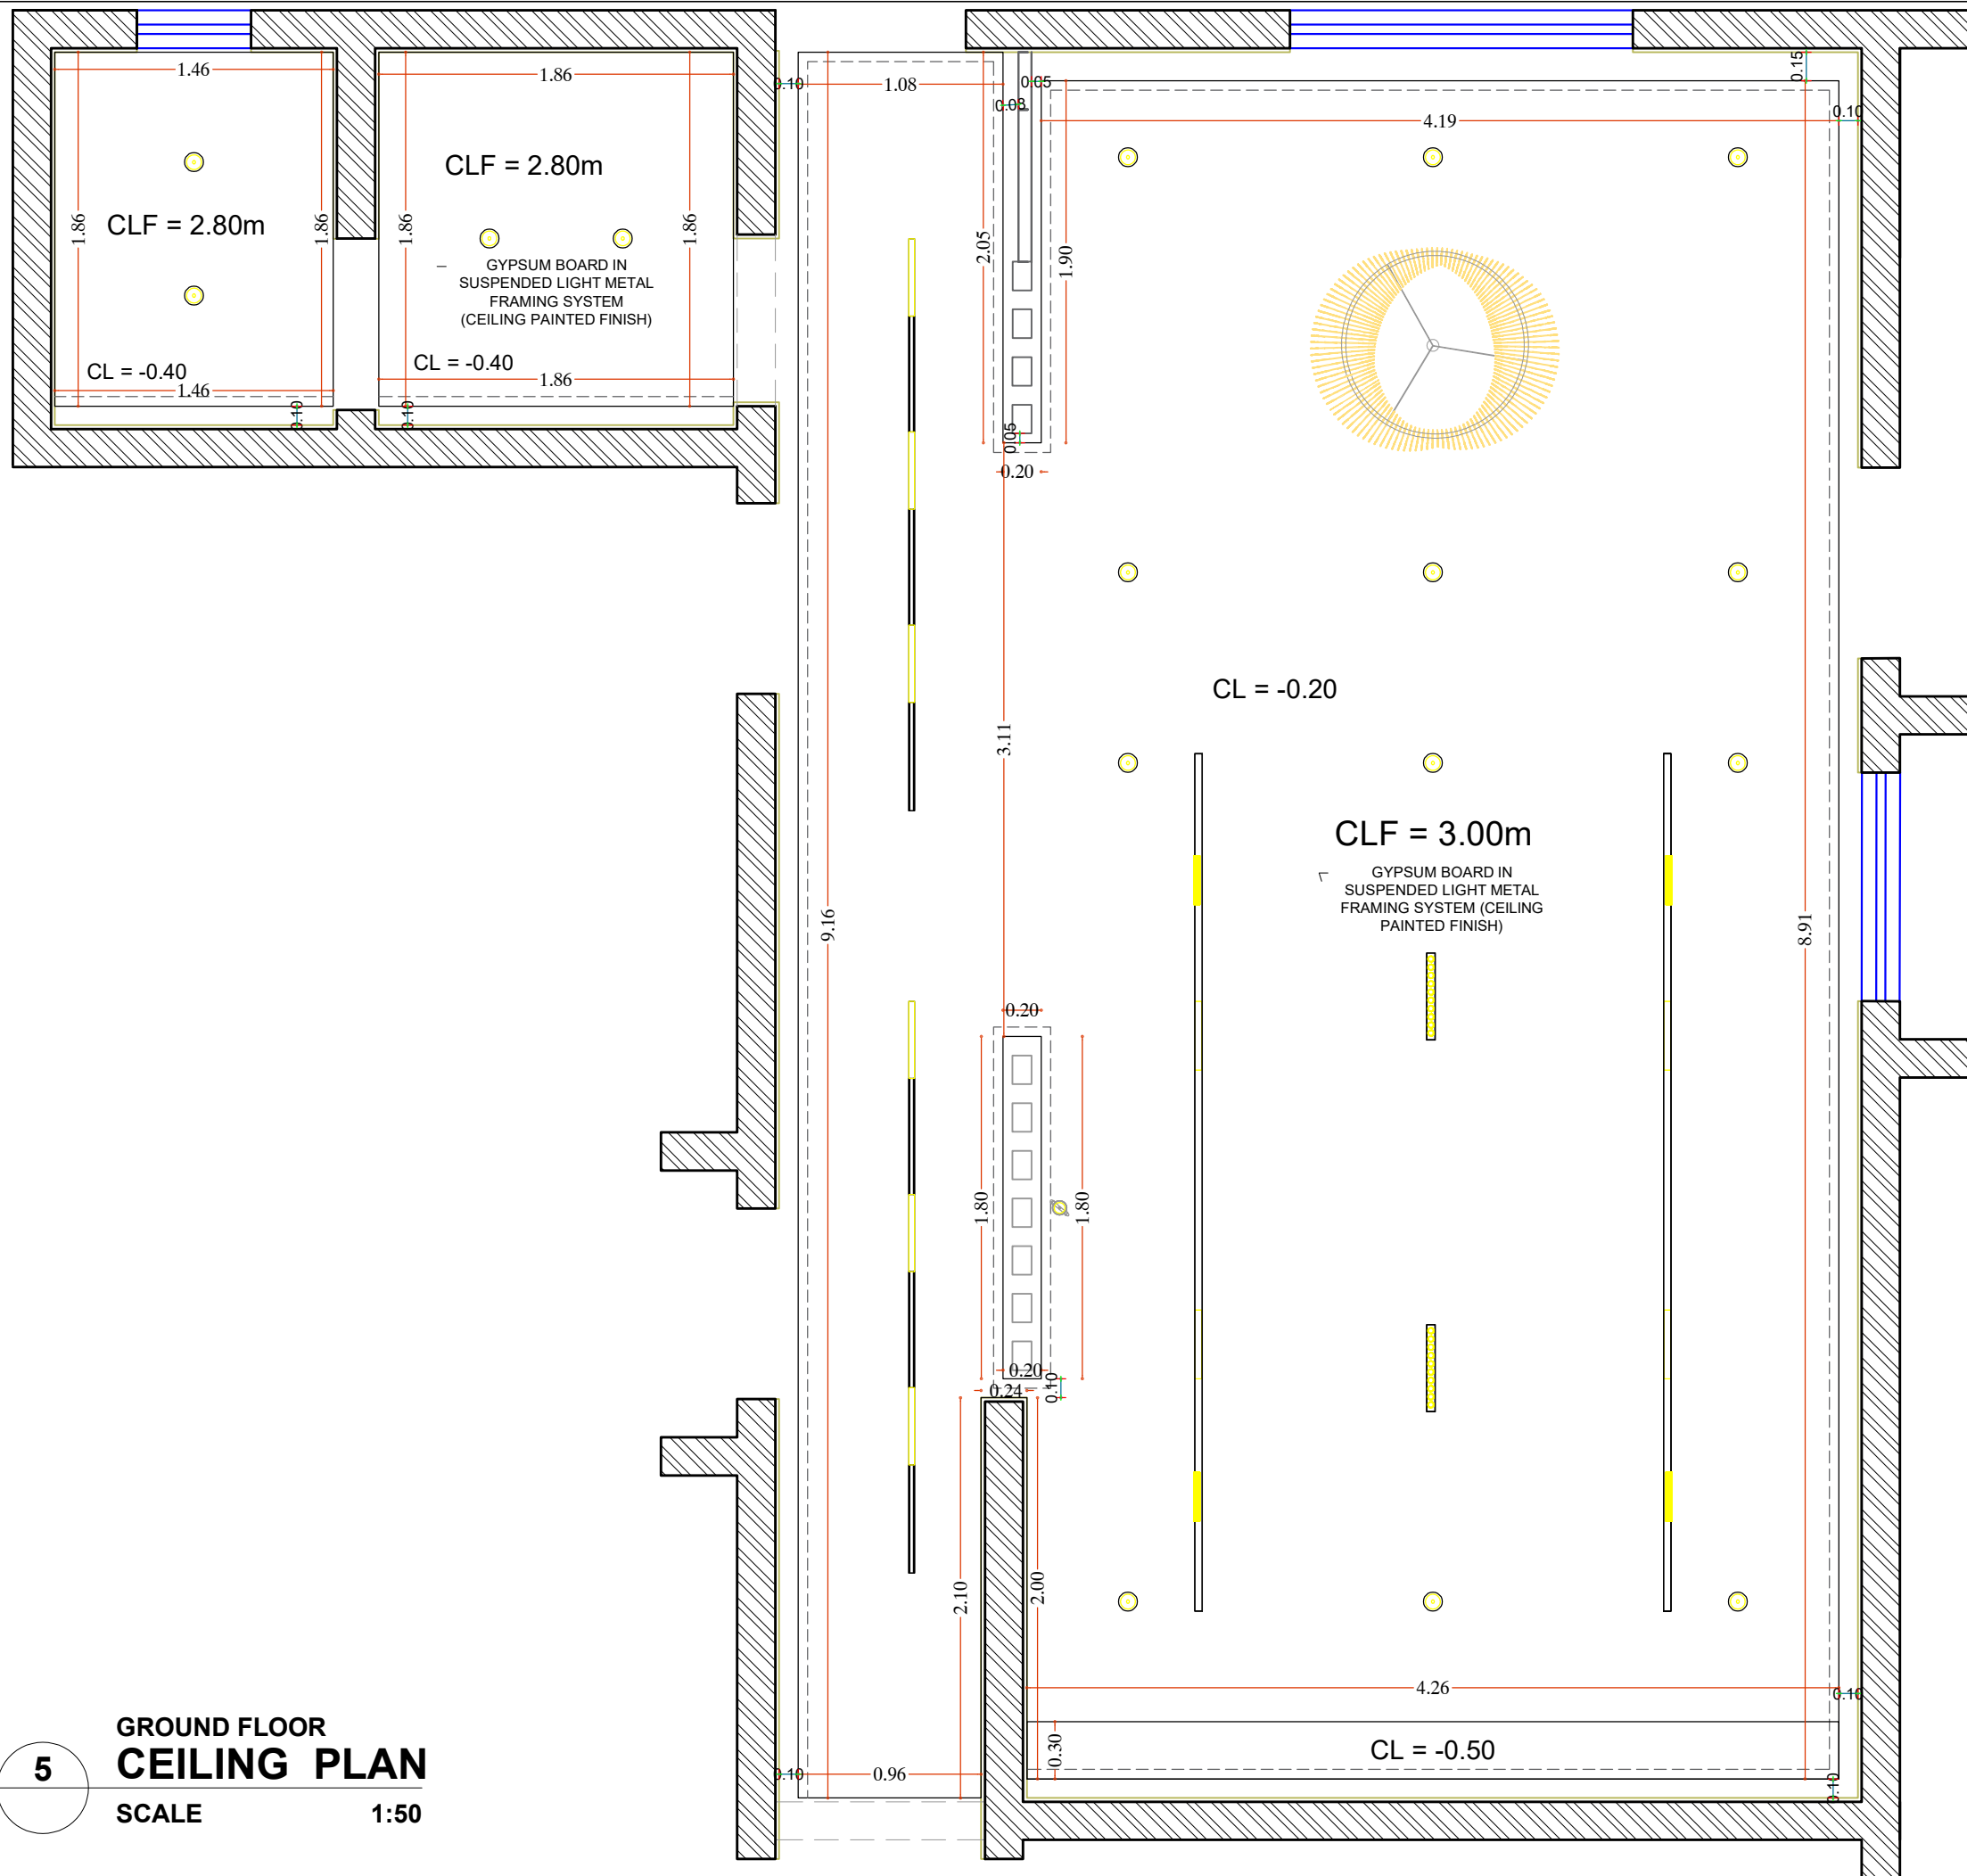 1.46
1.86
0.10
1.08
0.05
0.08
0.15
4.19
0.10
CLF = 2.80m
CLF = 2.80m
1.86
1.86
1.86
1.86
2.05
1.90
GYPSUM BOARD IN
SUSPENDED LIGHT METAL
FRAMING SYSTEM
(CEILING PAINTED FINISH)
CL = -0.40
1.46
CL = -0.40
1.86
0.10
0.10
0.05
0.20
CL = -0.20
3.11
CLF = 3.00m
GYPSUM BOARD IN
SUSPENDED LIGHT METAL
FRAMING SYSTEM (CEILING
PAINTED FINISH)
9.16
8.91
0.20
1.80
1.80
0.20
0.24
0.10
2.10
2.00
4.26
0.10
0.30
CL = -0.50
0.10
0.96
0.10
5
GROUND FLOOR
CEILING PLAN
SCALE 1:50